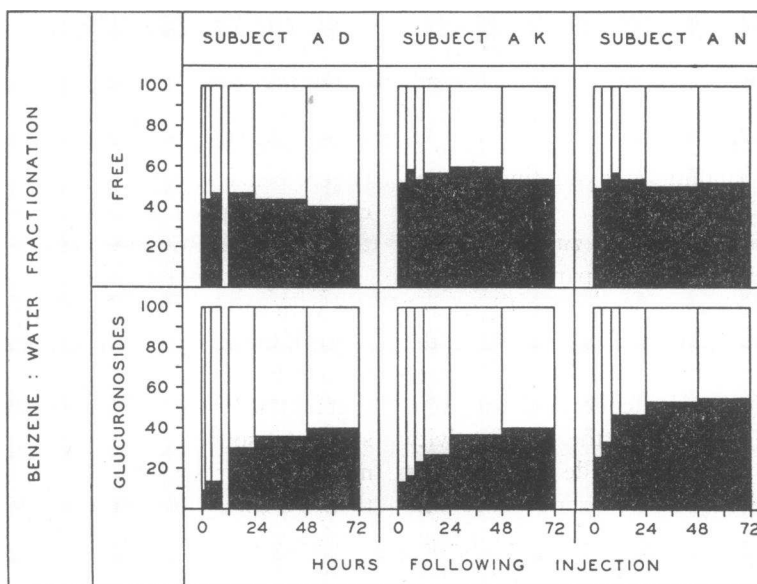 SUBJECT A D
SUBJECT A K
SUBJECT A N
BENZENE : WATER FRACTIONATION
FREE
100
80
60
40
20
GLUCURONOSIDES
100
80
60
40
20
0 24 48 72
0 24 48 72
0 24 48 72
HOURS FOLLOWING INJECTION